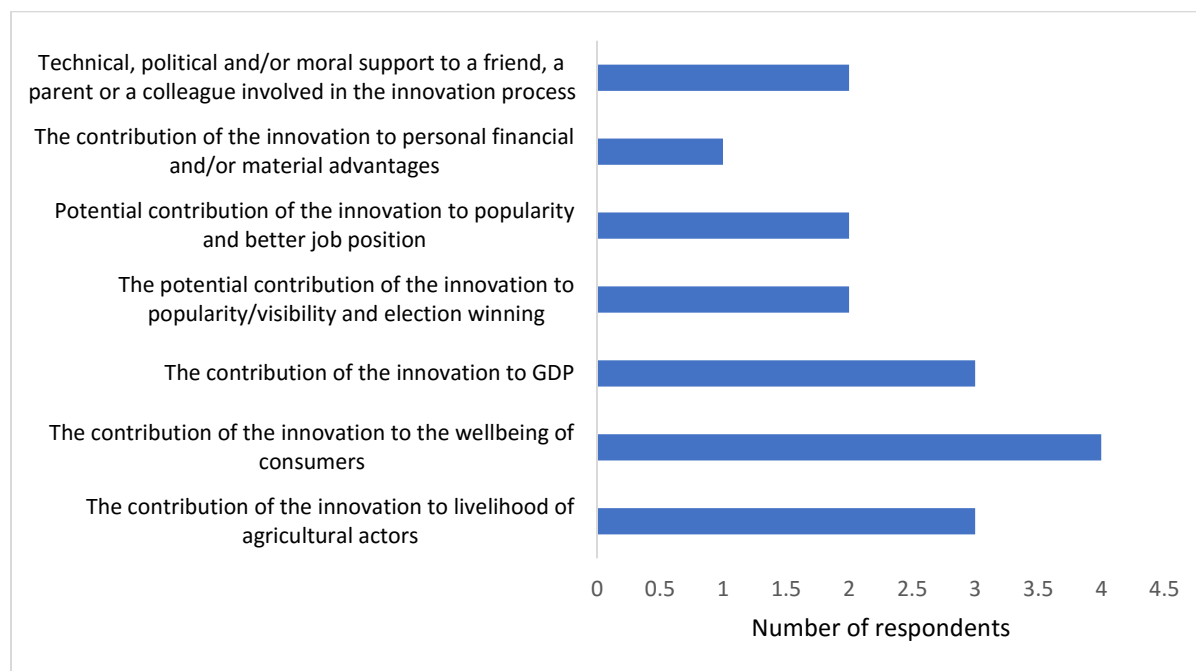 Technical, political and/or moral support to a friend, a
parent or a colleague involved in the innovation process
The contribution of the innovation to personal financial
and/or material advantages
Potential contribution of the innovation to popularity
and better job position
The potential contribution of the innovation to
popularity/visibility and election winning
The contribution of the innovation to GDP
The contribution of the innovation to the wellbeing of
consumers
The contribution of the innovation to livelihood of
agricultural actors
0 0.5 1 1.5 2 2.5 3 3.5 4 4.5
Number of respondents